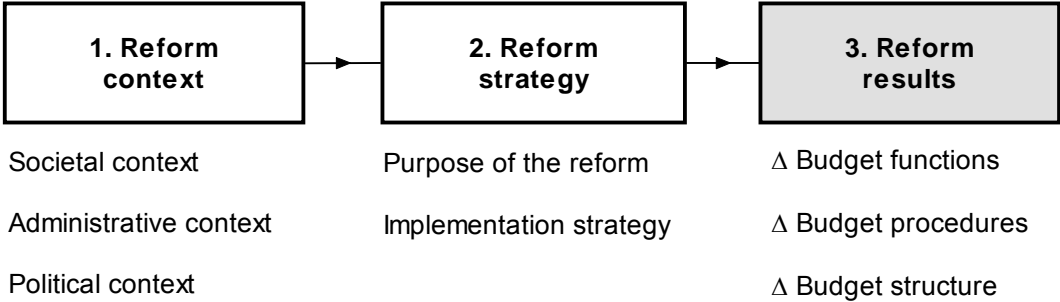 1. Reform
context
2. Reform
strategy
3. Reform
results
Societal context
Administrative context
Political context
Purpose of the reform
Implementation strategy
Δ Budget functions
Δ Budget procedures
Δ Budget structure